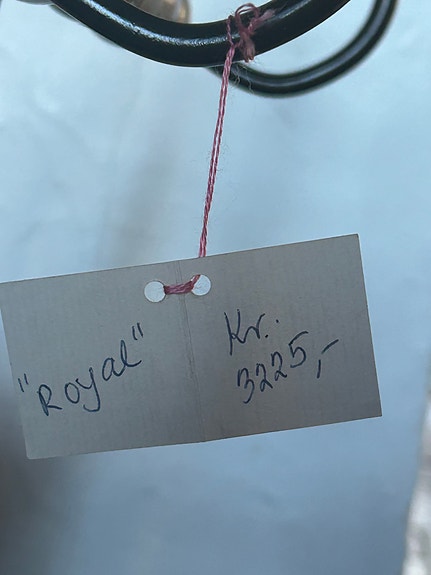 "Royal"
Kr.
3225,-